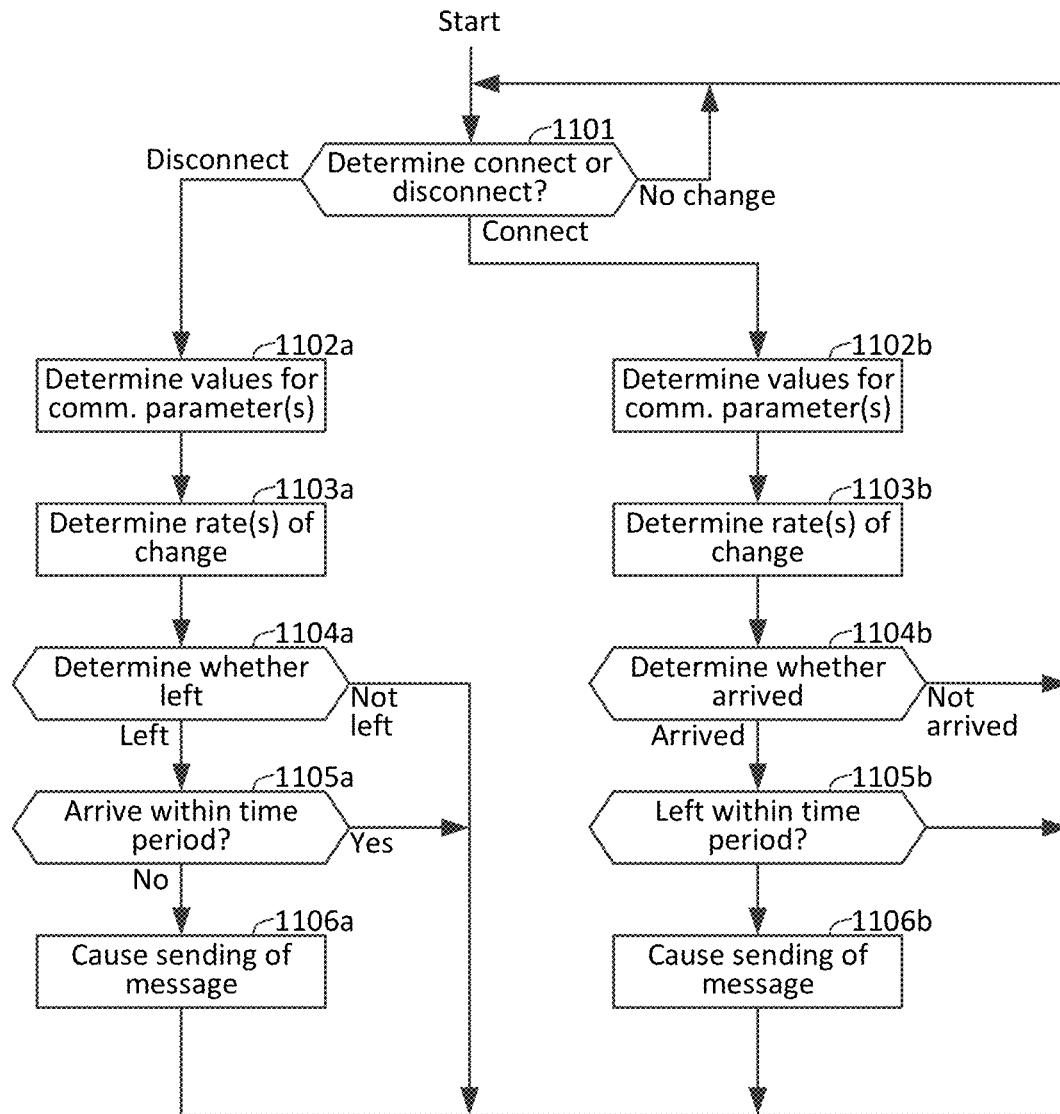 Start
1101
Determine connect or
disconnect?
Disconnect
No change
Connect
1102a
Determine values for
comm. parameter(s)
1102b
Determine values for
comm. parameter(s)
1103a
Determine rate(s) of
change
1103b
Determine rate(s) of
change
1104a
Determine whether
left
Not
left
Left
1104b
Determine whether
arrived
Not
arrived
Arrived
1105a
Arrive within time
period?
Yes
No
1105b
Left within time
period?
1106a
Cause sending of
message
1106b
Cause sending of
message